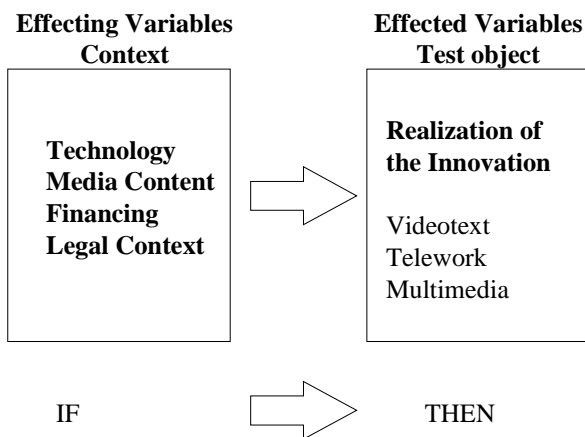 Effecting Variables
Context
Effected Variables
Test object
Technology
Media Content
Financing
Legal Context
Realization of
the Innovation
Videotext
Telework
Multimedia
IF
THEN